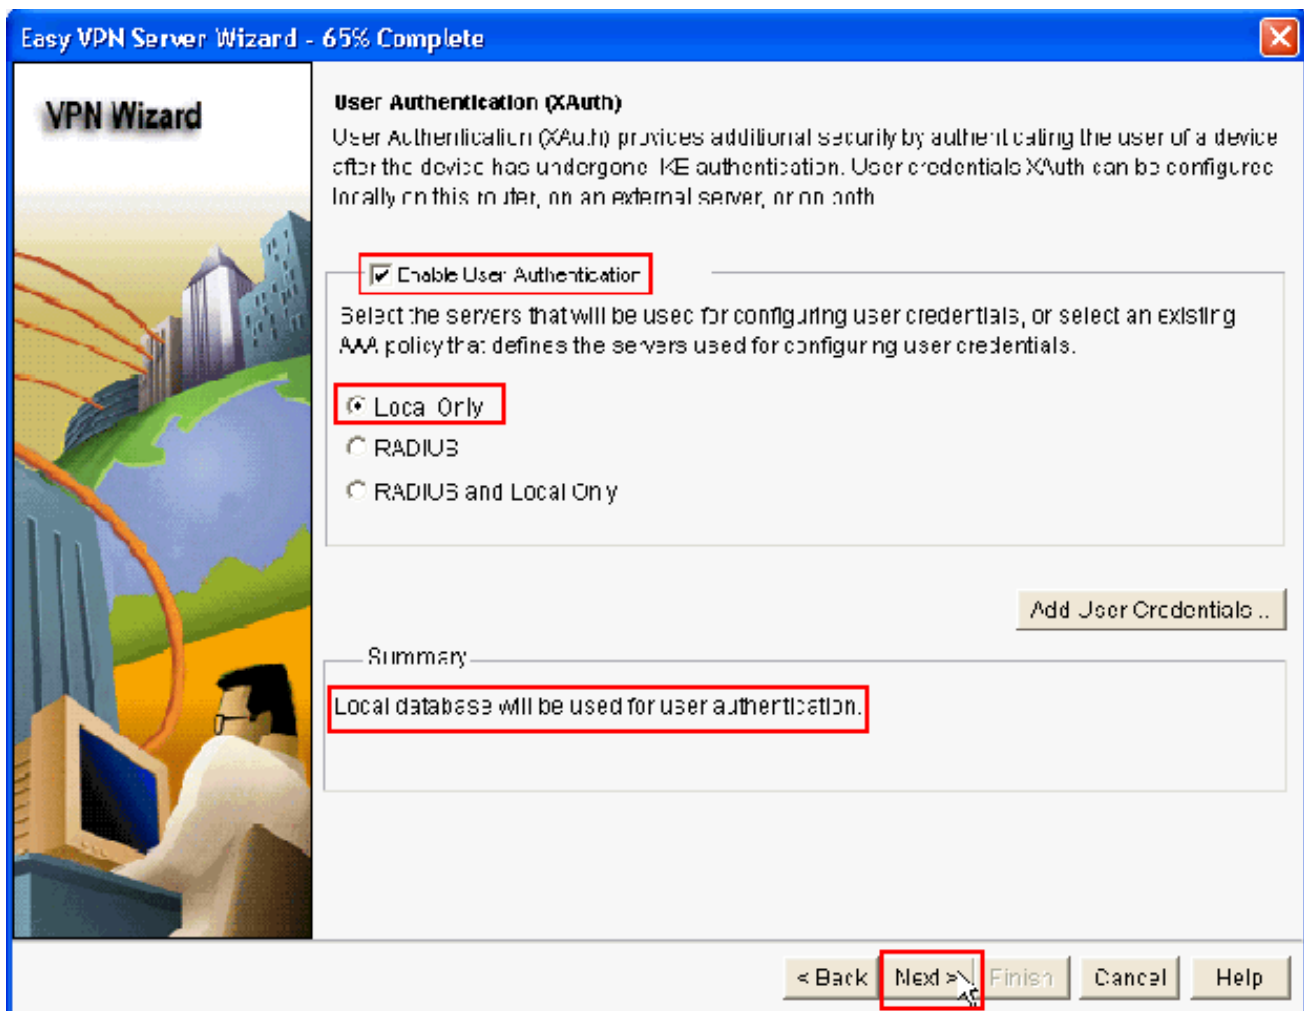 Easy VPN Server Wizard - 65% Complete
VPN Wizard
User Authentication (XAuth)
User Authentication (XAuth) provides additional security by authenticating the user of a device
after the device has undergone IKE authentication. User credentials XAuth can be configured
locally on this router, on an external server, or on both
Enable User Authentication
Select the servers that will be used for configuring user credentials, or select an existing
AAA policy that defines the servers used for configuring user credentials.
Local Only
RADIUS
RADIUS and Local Only
Add User Credentials...
Summary
Local database will be used for user authentication.
< Back
Next >
Finish
Cancel
Help